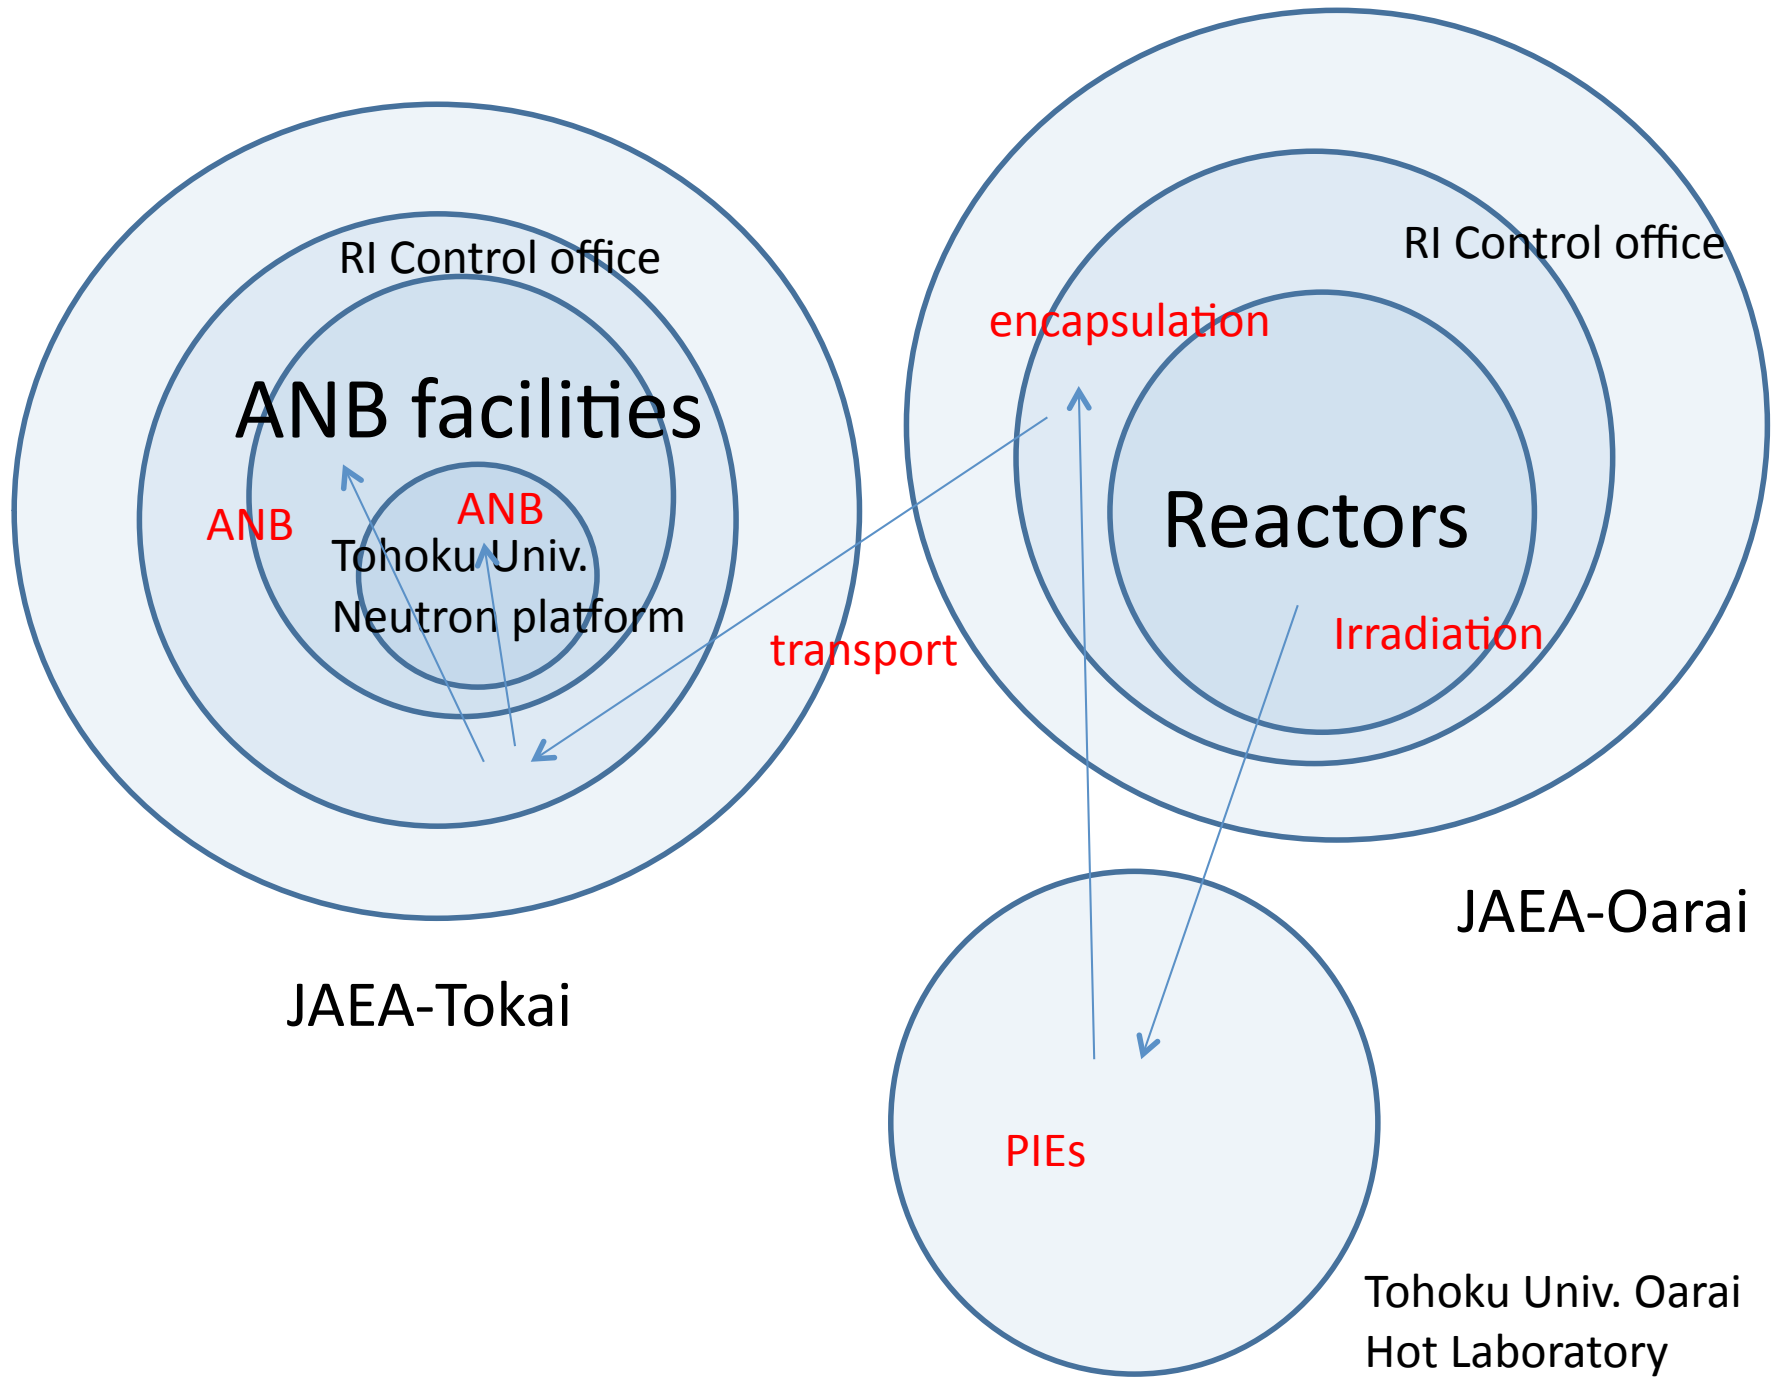 RI Control office
ANB facilities
ANB
ANB
Tohoku Univ.
Neutron platform
JAEA-Tokai
transport
RI Control office
encapsulation
Reactors
Irradiation
JAEA-Oarai
PIEs
Tohoku Univ. Oarai
Hot Laboratory